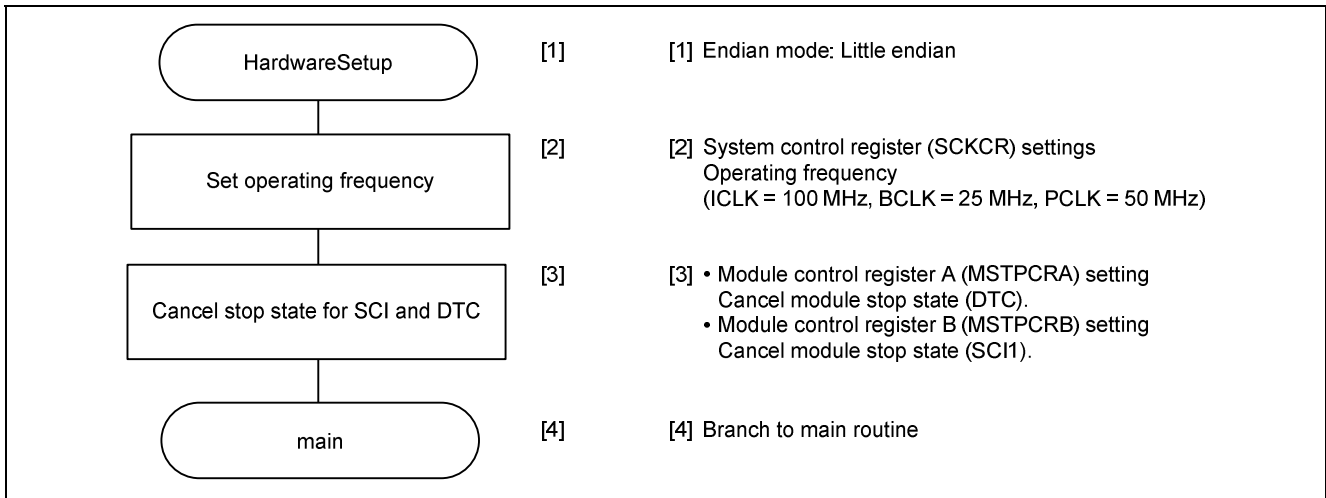 HardwareSetup [1] [1] Endian mode: Little endian
Set operating frequency [2] [2] System control register (SCKCR) settings
Operating frequency
(ICLK = 100 MHz, BCLK = 25 MHz, PCLK = 50 MHz)
Cancel stop state for SCI and DTC [3] [3] • Module control register A (MSTPCRA) setting
Cancel module stop state (DTC).
• Module control register B (MSTPCRB) setting
Cancel module stop state (SCI1).
main [4] [4] Branch to main routine